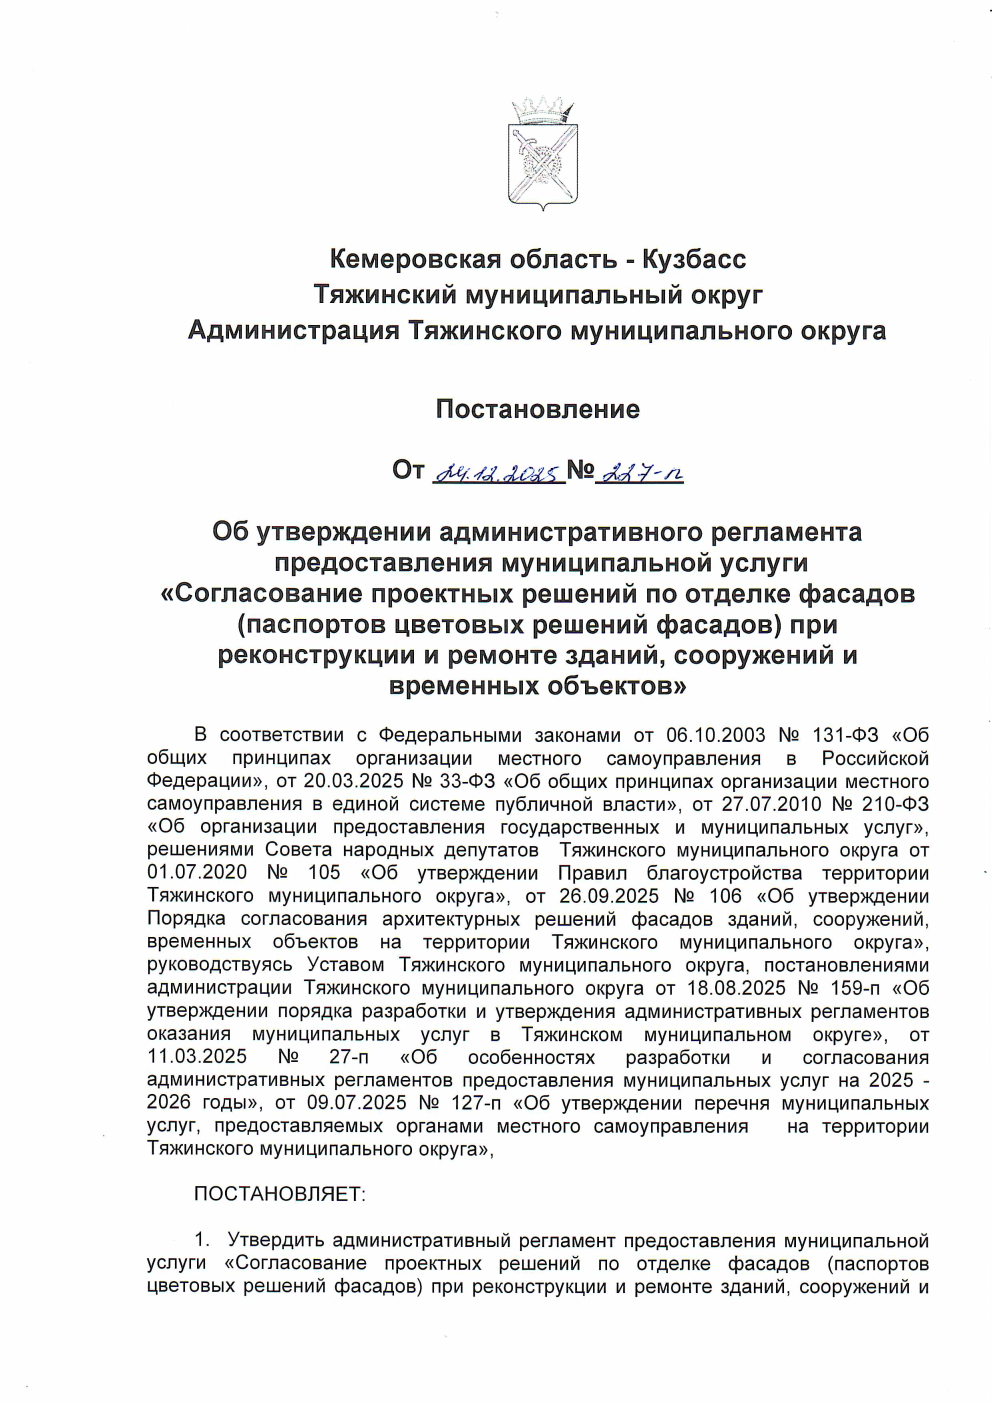 Кемеровская область - Кузбасс
Тяжинский муниципальный округ
Администрация Тяжинского муниципального округа
Постановление
От 24.12.2025 № 227-п
Об утверждении административного регламента
предоставления муниципальной услуги
«Согласование проектных решений по отделке фасадов
(паспортов цветовых решений фасадов) при
реконструкции и ремонте зданий, сооружений и
временных объектов»
В соответствии с Федеральными законами от 06.10.2003 № 131-ФЗ «Об
общих принципах организации местного самоуправления в Российской
Федерации», от 20.03.2025 № 33-ФЗ «Об общих принципах организации местного
самоуправления в единой системе публичной власти», от 27.07.2010 № 210-ФЗ
«Об организации предоставления государственных и муниципальных услуг»,
решениями Совета народных депутатов Тяжинского муниципального округа от
01.07.2020 № 105 «Об утверждении Правил благоустройства территории
Тяжинского муниципального округа», от 26.09.2025 № 106 «Об утверждении
Порядка согласования архитектурных решений фасадов зданий, сооружений,
временных объектов на территории Тяжинского муниципального округа»,
руководствуясь Уставом Тяжинского муниципального округа, постановлениями
администрации Тяжинского муниципального округа от 18.08.2025 № 159-п «Об
утверждении порядка разработки и утверждения административных регламентов
оказания муниципальных услуг в Тяжинском муниципальном округе», от
11.03.2025 № 27-п «Об особенностях разработки и согласования
административных регламентов предоставления муниципальных услуг на 2025 -
2026 годы», от 09.07.2025 № 127-п «Об утверждении перечня муниципальных
услуг, предоставляемых органами местного самоуправления на территории
Тяжинского муниципального округа»,
ПОСТАНОВЛЯЕТ:
1. Утвердить административный регламент предоставления муниципальной
услуги «Согласование проектных решений по отделке фасадов (паспортов
цветовых решений фасадов) при реконструкции и ремонте зданий, сооружений и